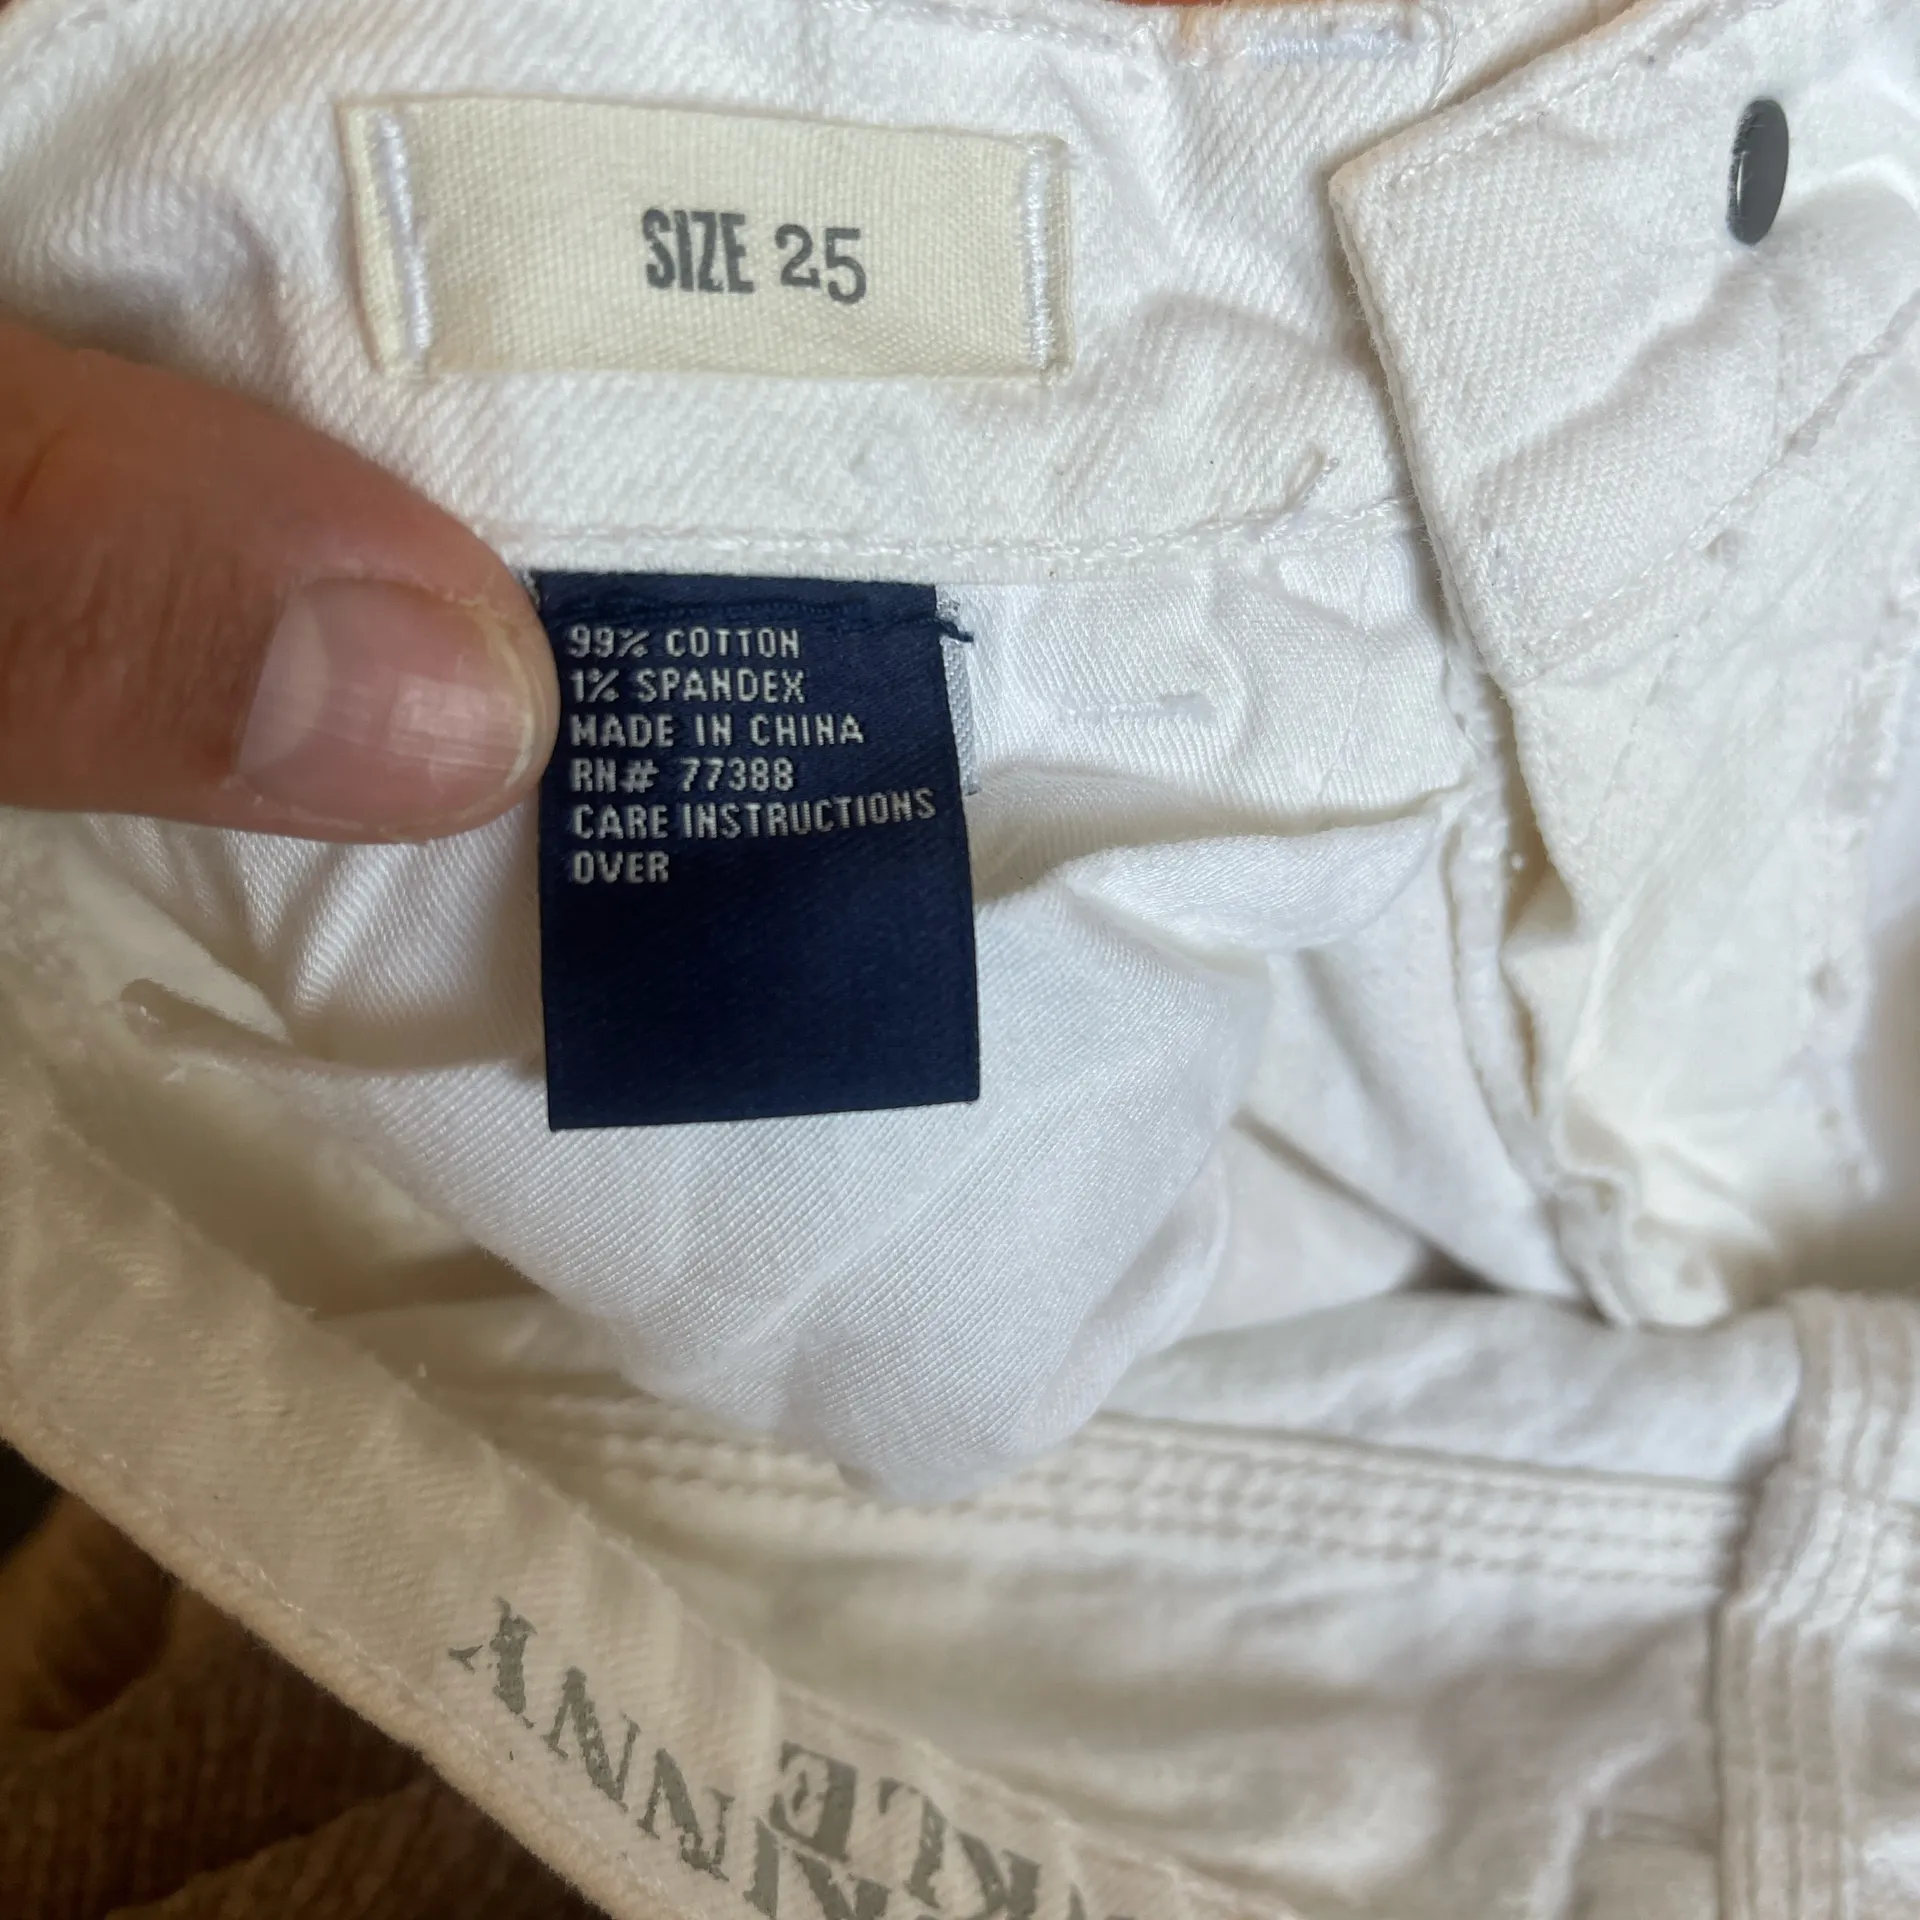 SIZE 25
99% COTTON
1% SPANDEX
MADE IN CHINA
RN# 77388
CARE INSTRUCTIONS
OVER